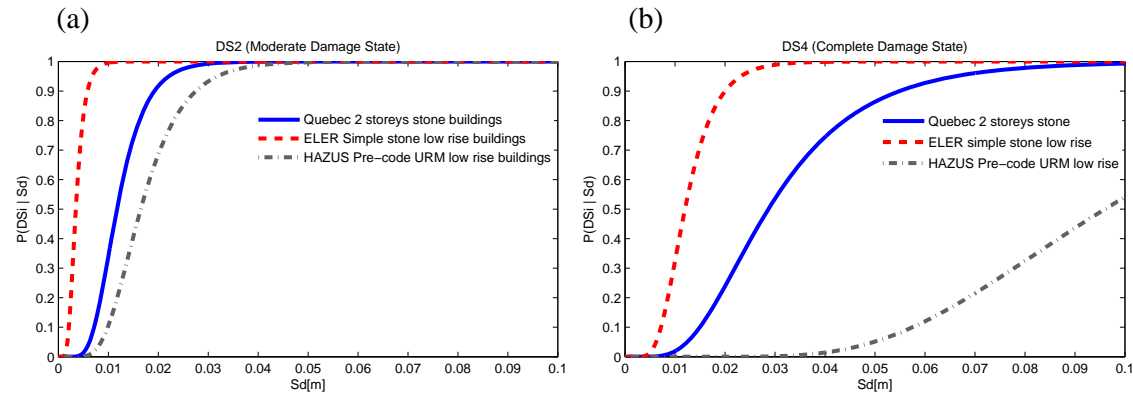 (a)
DS2 (Moderate Damage State)
1
0.9
0.8
0.7
0.6
0.5
0.4
0.3
0.2
0.1
0
P(DSi | Sd)
Quebec 2 storeys stone buildings
ELER Simple stone low rise buildings
HAZUS Pre−code URM low rise buildings
0 0.01 0.02 0.03 0.04 0.05 0.06 0.07 0.08 0.09 0.1
Sd[m]
(b)
DS4 (Complete Damage State)
1
0.9
0.8
0.7
0.6
0.5
0.4
0.3
0.2
0.1
0
P(DSi | Sd)
Quebec 2 storeys stone
ELER simple stone low rise
HAZUS Pre−code URM low rise
0 0.01 0.02 0.03 0.04 0.05 0.06 0.07 0.08 0.09 0.1
Sd[m]